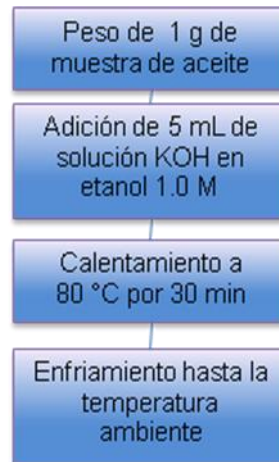 Peso de 1 g de
muestra de aceite
Adición de 5 mL de
solución KOH en
etanol 1.0 M
Calentamiento a
80 °C por 30 min
Enfriamiento hasta la
temperatura
ambiente